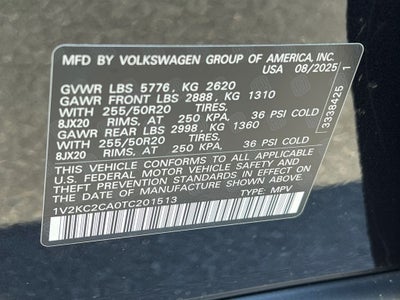 MFD BY VOLKSWAGEN GROUP OF AMERICA, INC.
USA 08/2025
GVWR LBS 5776, KG 2620
GAWR FRONT LBS 2888, KG 1310
WITH 255/50R20 TIRES,
8JX20 RIMS, AT 250 KPA, 36 PSI COLD
GAWR REAR LBS 2998, KG 1360
WITH 255/50R20 TIRES,
8JX20 RIMS, AT 250 KPA, 36 PSI COLD
THIS VEHICLE CONFORMS TO ALL APPLICABLE
U.S. FEDERAL MOTOR VEHICLE SAFETY AND
THEFT PREVENTION STANDARDS IN EFFECT ON THE
DATE OF MANUFACTURE SHOWN ABOVE.
1V2KC2CA0TC201513 TYPE: MPV
3338425 1